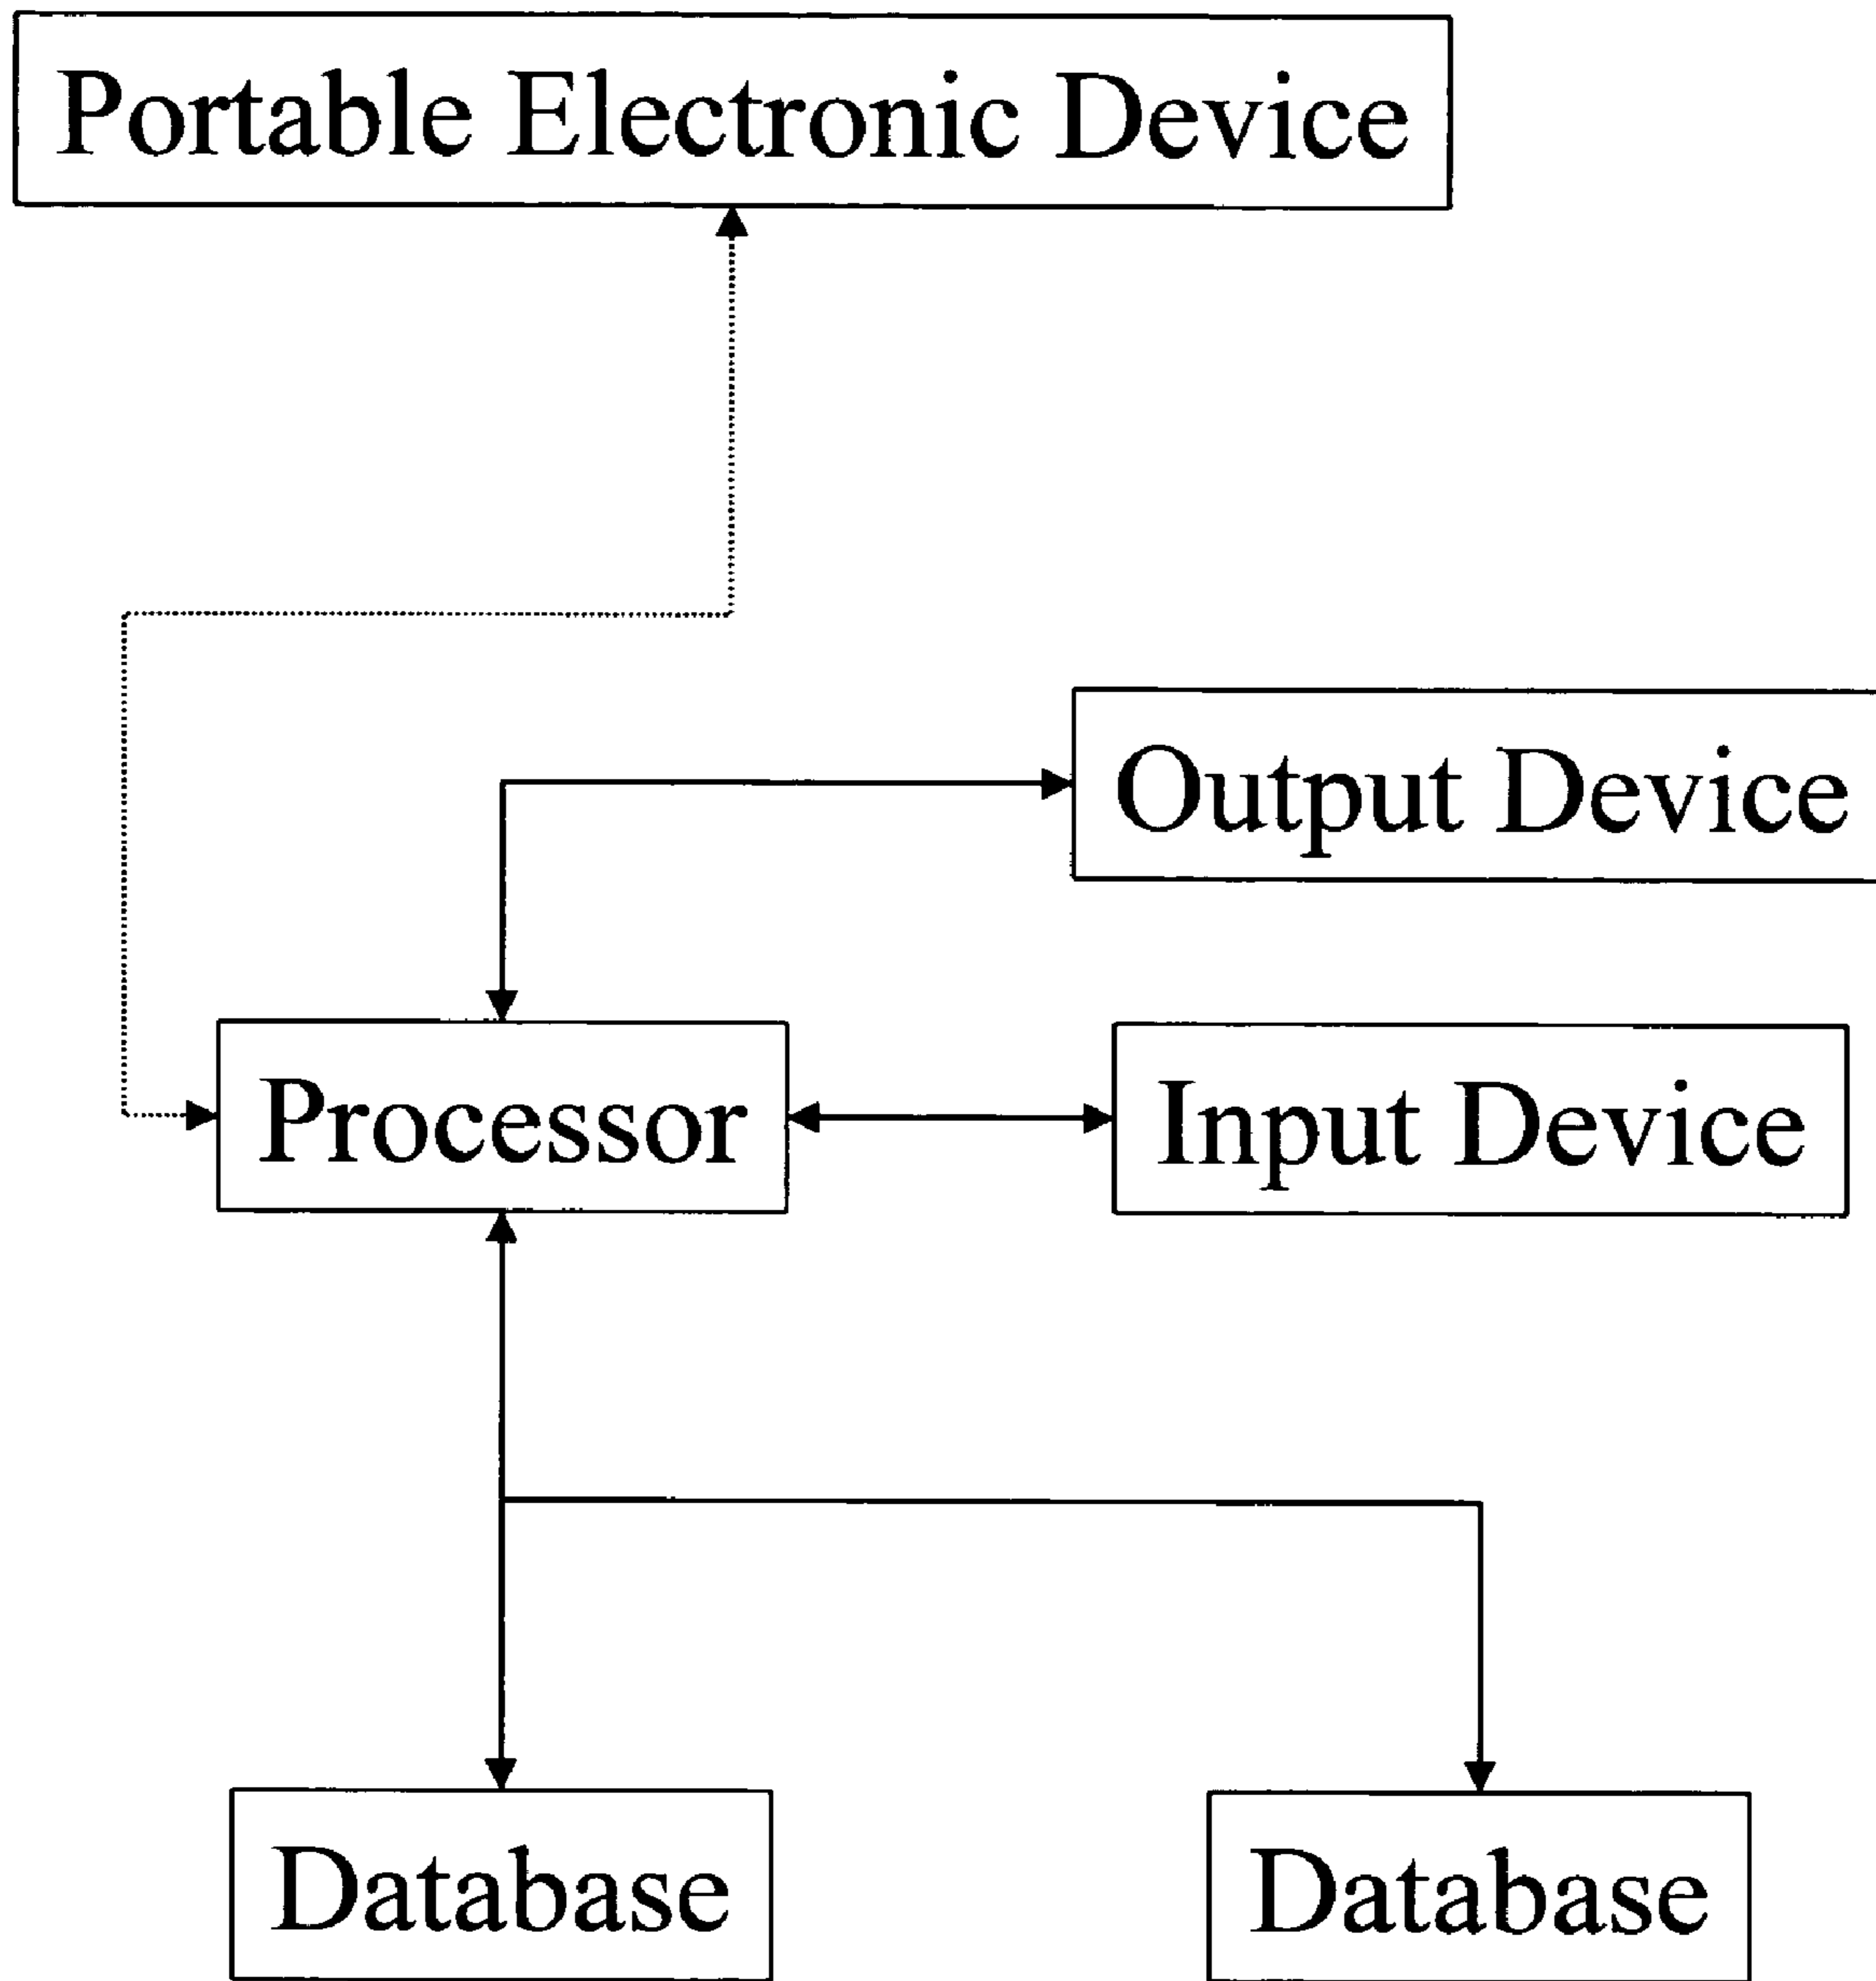 Portable Electronic Device
Output Device
Processor
Input Device
Database
Database